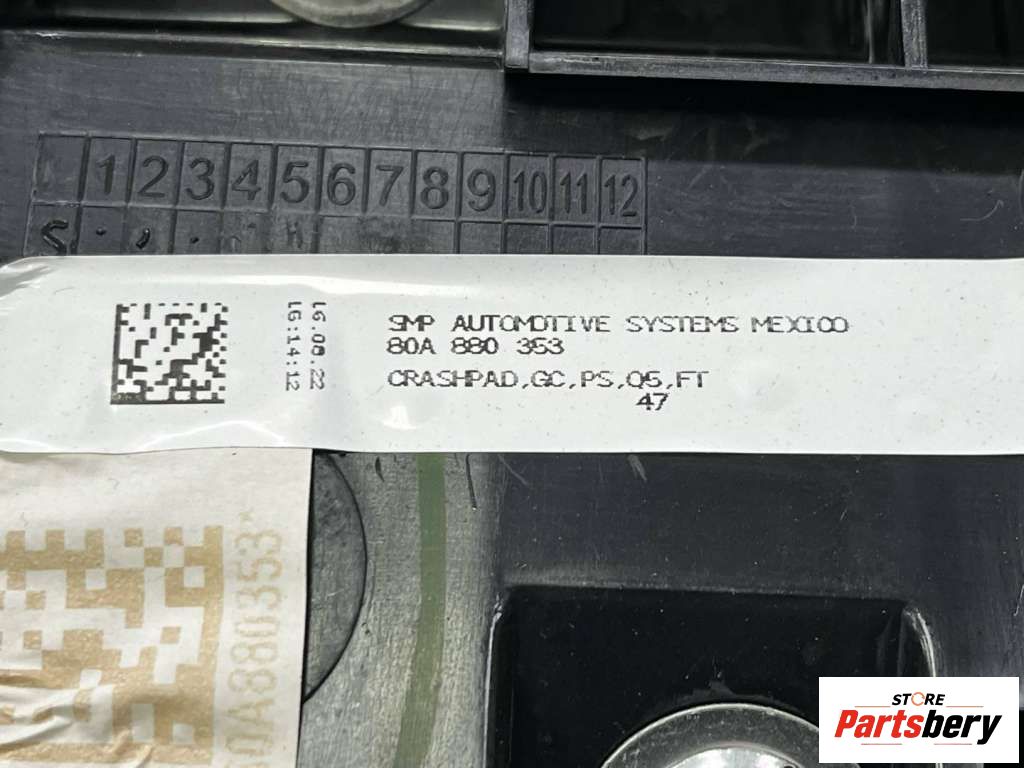 1 2 3 4 5 6 7 8 9 10 11 12
SMP AUTOMOTIVE SYSTEMS MEXICO
80A 880 353
CRASHPAD,GC,PS,Q5,FT
47
16.08.22
16:14:12
0A880353*
STORE
Partsbery